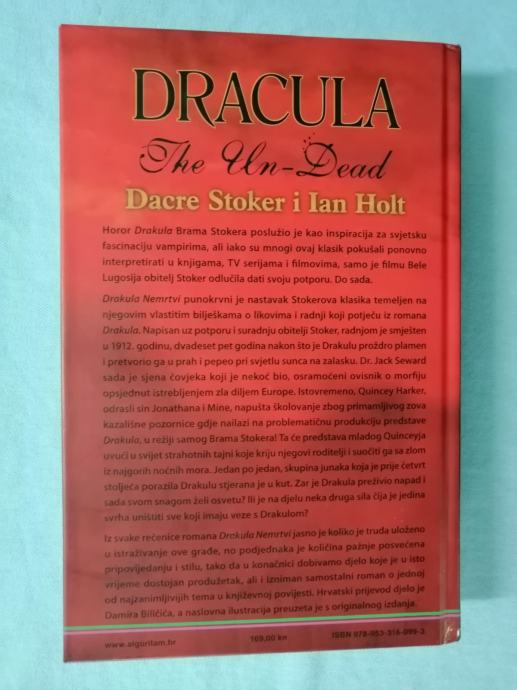 DRACULA
The Un-Dead
Dacre Stoker i Ian Holt
Horor Drakula Brama Stokera poslužio je kao inspiracija za svjetsku
fascinaciju vampirima, ali iako su mnogi ovaj klasik pokušali ponovno
interpretirati u knjigama, TV serijama i filmovima, samo je filmu Bele
Lugosija obitelj Stoker odlučila dati svoju potporu. Do sada.
Drakula Nemrtvi punokrvni je nastavak Stokerova klasika temeljen na
njegovim vlastitim bilješkama o likovima i radnji koji potječu iz romana
Drakula. Napisan uz potporu i suradnju obitelji Stoker, radnjom je smješten
u 1912. godinu, dvadeset pet godina nakon što je Drakulu proždro plamen
i pretvorio ga u prah i pepeo pri svjetlu sunca na zalasku. Dr. Jack Seward
sada je sjena čovjeka koji je nekoć bio, osramoćeni ovisnik o morfiju
opsjednut istrebljenjem zla diljem Europe. Istovremeno, Quincey Harker,
odrasli sin Jonathana i Mine, napušta školovanje zbog primamljivog zova
kazališne pozornice gdje nailazi na problematičnu produkciju predstave
Drakula, u režiji samog Brama Stokera! Ta će predstava mladog Quinceyja
uvući u svijet strahotnih tajni koje kriju njegovi roditelji i suočiti ga sa zlom
iz najgorih noćnih mora. Jedan po jedan, skupina junaka koja je prije četvrt
stoljeća porazila Drakulu stjerana je u kut. Zar je Drakula preživio napad i
sada svom snagom želi osvetu? Ili je na djelu neka druga sila čija je jedina
svrha uništiti sve koji imaju veze s Drakulom?
Iz svake rečenice romana Drakula Nemrtvi jasno je koliko je truda uloženo
u istraživanje ove građe, no podjednaka je količina pažnje posvećena
pripovijedanju i stilu, tako da u konačnici dobivamo djelo koje je u isto
vrijeme dostojan produžetak, ali i izniman samostalni roman o jednoj
od najzanimljivijih tema u književnoj povijesti. Hrvatski prijevod djelo je
Damira Biličića, a naslovna ilustracija preuzeta je s originalnog izdanja.
www.algoritam.hr 169,00 kn ISBN 978-953-316-099-3